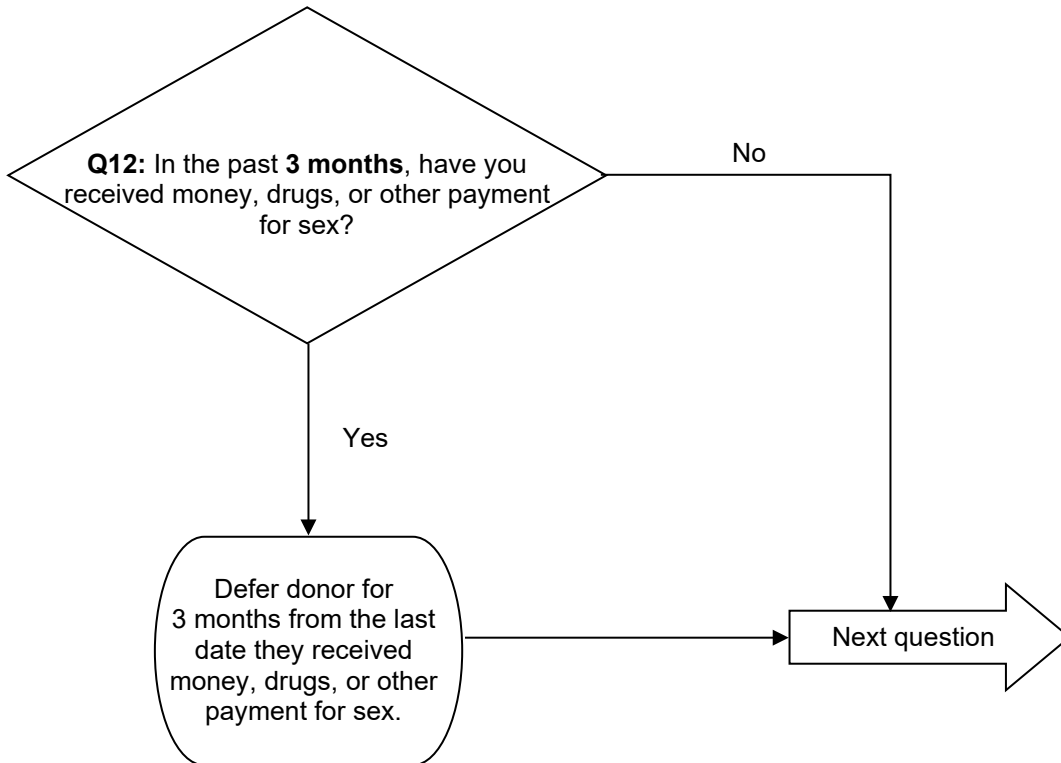 Q12: In the past 3 months, have you
received money, drugs, or other payment
for sex?
No
Yes
Defer donor for
3 months from the last
date they received
money, drugs, or other
payment for sex.
Next question